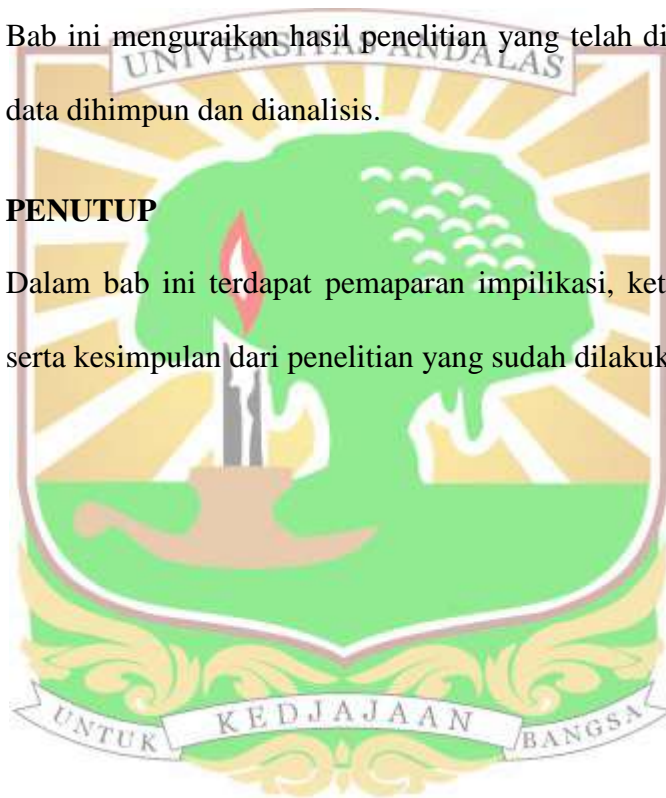 Bab ini menguraikan hasil penelitian yang telah di
UNIVERSITAS ANDALAS
data dihimpun dan dianalisis.
PENUTUP
Dalam bab ini terdapat pemaparan impilikasi, ket
serta kesimpulan dari penelitian yang sudah dilakuk
UNTUK KEDJAJAAN BANGSA